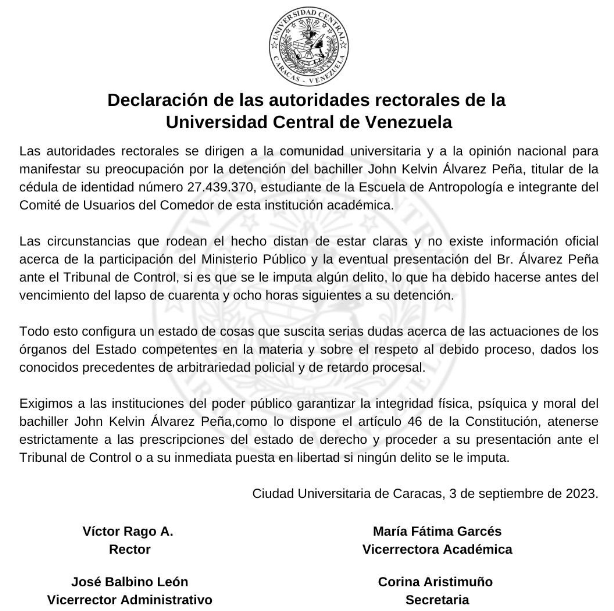 UNIVERSIDAD CENTRAL
CARACAS - VENEZUELA
Declaración de las autoridades rectorales de la
Universidad Central de Venezuela
Las autoridades rectorales se dirigen a la comunidad universitaria y a la opinión nacional para
manifestar su preocupación por la detención del bachiller John Kelvin Álvarez Peña, titular de la
cédula de identidad número 27.439.370, estudiante de la Escuela de Antropología e integrante del
Comité de Usuarios del Comedor de esta institución académica.
Las circunstancias que rodean el hecho distan de estar claras y no existe información oficial
acerca de la participación del Ministerio Público y la eventual presentación del Br. Álvarez Peña
ante el Tribunal de Control, si es que se le imputa algún delito, lo que ha debido hacerse antes del
vencimiento del lapso de cuarenta y ocho horas siguientes a su detención.
Todo esto configura un estado de cosas que suscita serias dudas acerca de las actuaciones de los
órganos del Estado competentes en la materia y sobre el respeto al debido proceso, dados los
conocidos precedentes de arbitrariedad policial y de retardo procesal.
Exigimos a las instituciones del poder público garantizar la integridad física, psíquica y moral del
bachiller John Kelvin Álvarez Peña,como lo dispone el artículo 46 de la Constitución, atenerse
estrictamente a las prescripciones del estado de derecho y proceder a su presentación ante el
Tribunal de Control o a su inmediata puesta en libertad si ningún delito se le imputa.
Ciudad Universitaria de Caracas, 3 de septiembre de 2023.
Víctor Rago A.
Rector
María Fátima Garcés
Vicerrectora Académica
José Balbino León
Vicerrector Administrativo
Corina Aristimuño
Secretaria